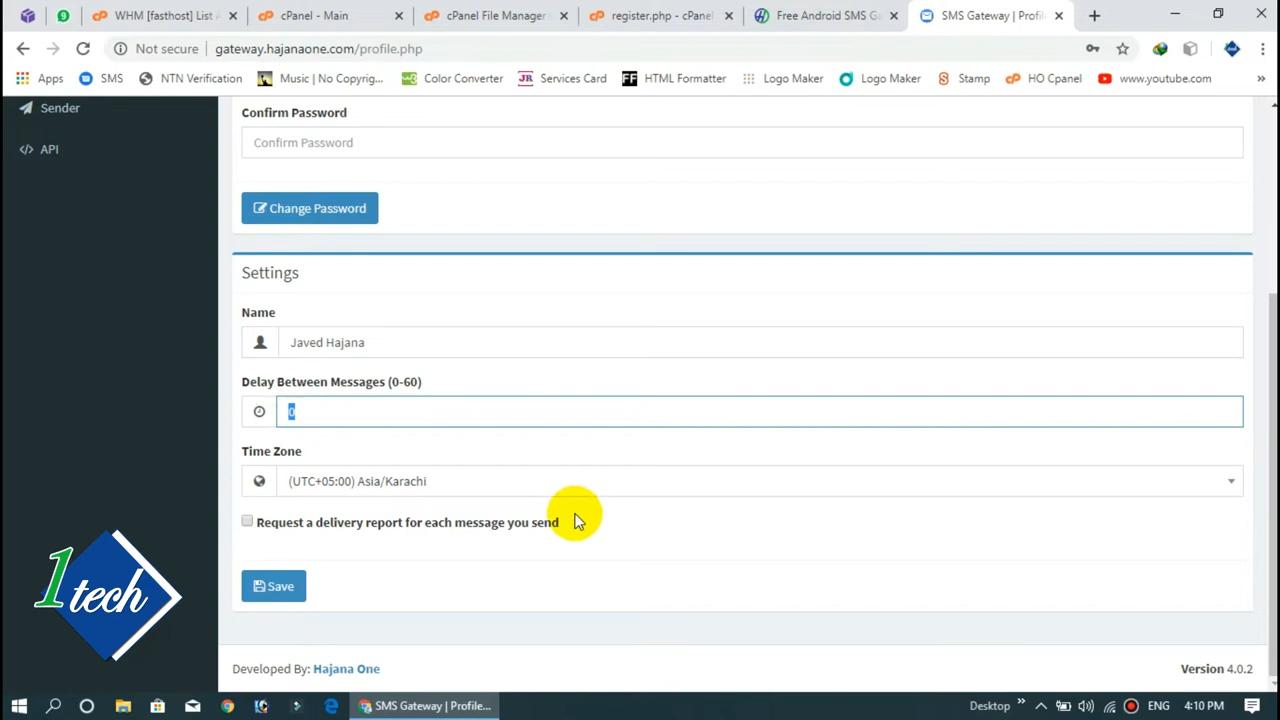 WHM [fasthost] List
cPanel - Main
cPanel File Manager
register.php - cPanel
Free Android SMS G
SMS Gateway | Profil
9
Not secure | gateway.hajanaone.com/profile.php
Apps
SMS
NTN Verification
Music | No Copyrig...
Color Converter
JR Services Card
FF HTML Formatter
Logo Maker
Logo Maker
Stamp
HO Cpanel
www.youtube.com
»
Sender
API
Confirm Password
Confirm Password
Change Password
Settings
Name
Javed Hajana
Delay Between Messages (0-60)
0
Time Zone
(UTC+05:00) Asia/Karachi
Request a delivery report for each message you send
Save
1tech
Developed By: Hajana One
Version 4.0.2
SMS Gateway | Profile...
Desktop »
ENG
4:10 PM